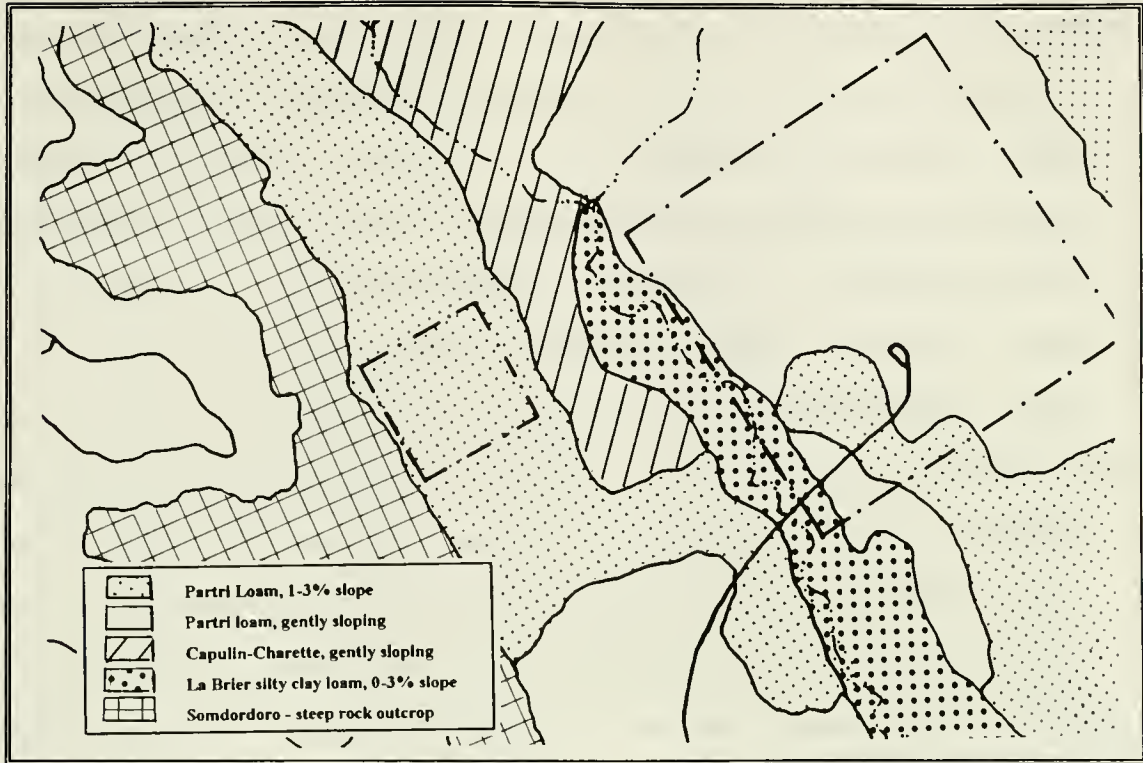 Partri Loam, 1-3% slope
Partri loam, gently sloping
Capulin-Charette, gently sloping
La Brier silty clay loam, 0-3% slope
Somdordoro - steep rock outcrop